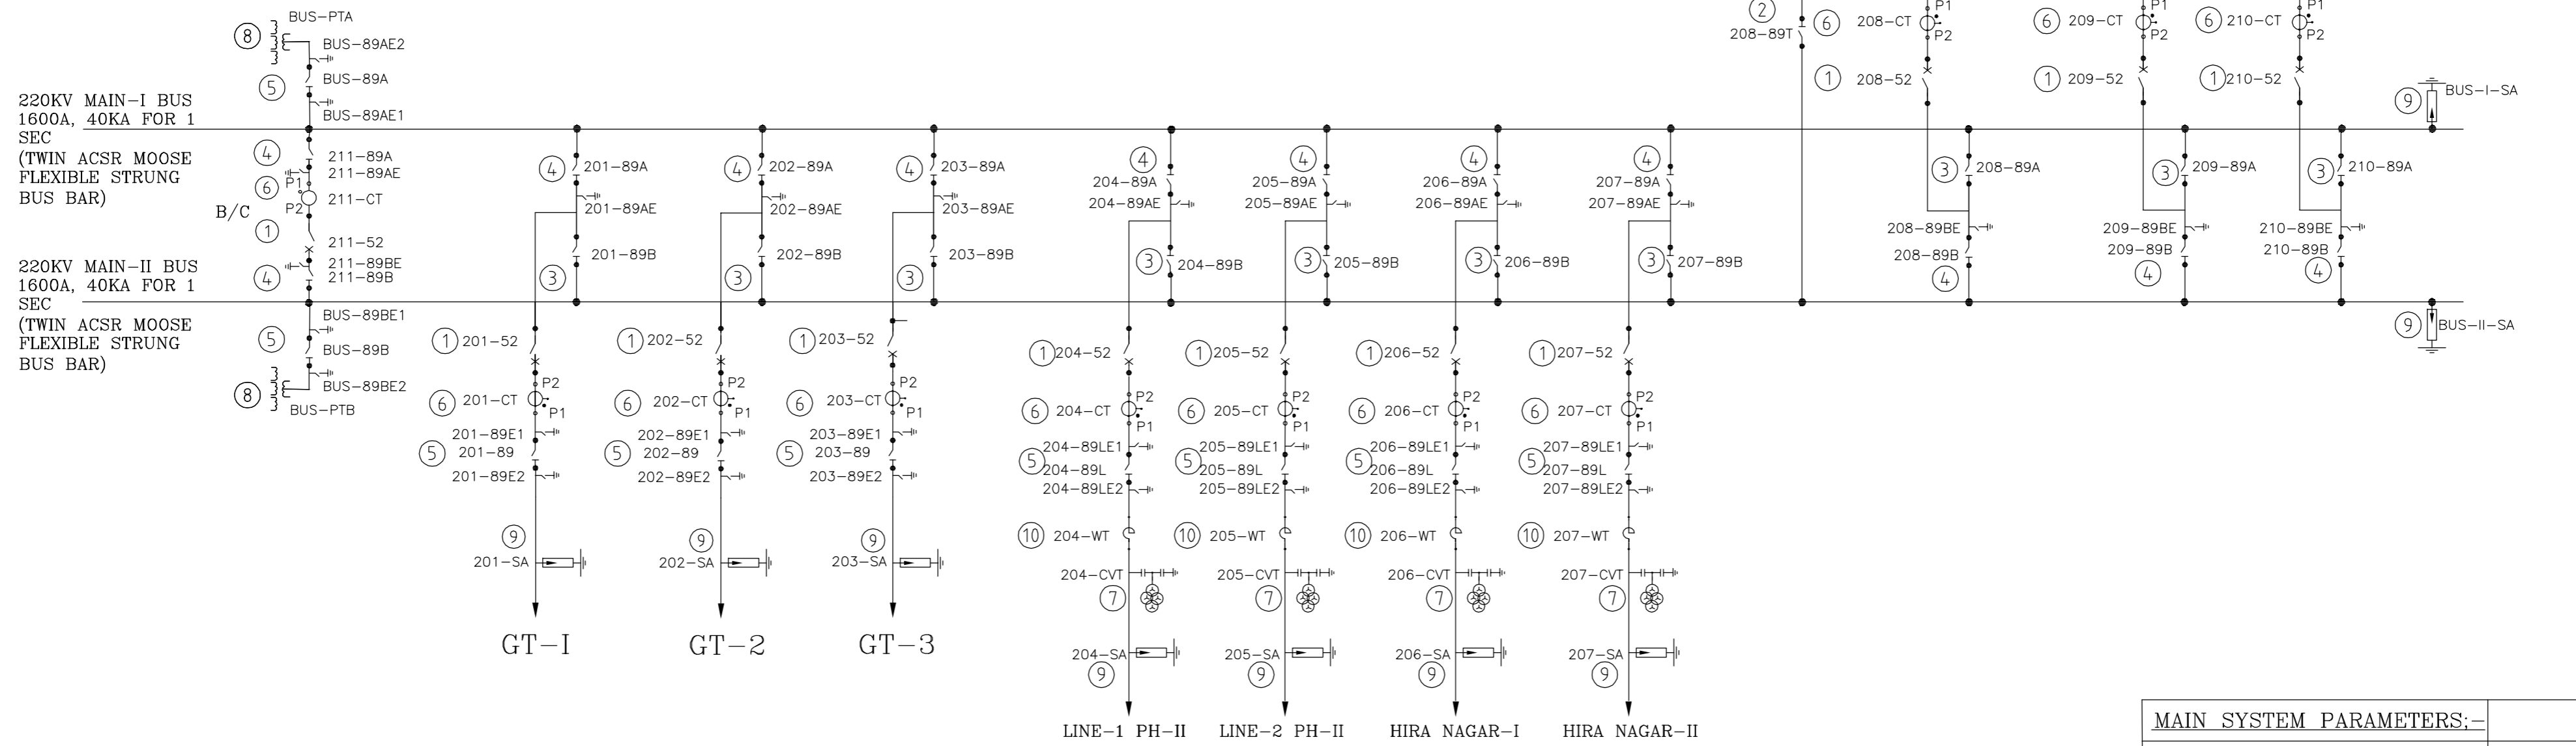 BUS-PTA
8
BUS-89AE2
5
BUS-89A
BUS-89AE1
220KV MAIN-I BUS
1600A, 40KA FOR 1
SEC
(TWIN ACSR MOOSE
FLEXIBLE STRUNG
BUS BAR)
4
211-89A
211-89AE
6
P1
211-CT
P2
B/C
1
211-52
211-89BE
4
211-89B
220KV MAIN-II BUS
1600A, 40KA FOR 1
SEC
(TWIN ACSR MOOSE
FLEXIBLE STRUNG
BUS BAR)
BUS-89BE1
5
BUS-89B
BUS-89BE2
8
BUS-PTB
4
201-89A
201-89AE
201-89B
3
1
201-52
P2
6
201-CT
P1
201-89E1
5
201-89
201-89E2
9
201-SA
GT-I
4
202-89A
202-89AE
202-89B
3
1
202-52
P2
6
202-CT
P1
202-89E1
5
202-89
202-89E2
9
202-SA
GT-2
4
203-89A
203-89AE
203-89B
3
1
203-52
P2
6
203-CT
P1
203-89E1
5
203-89
203-89E2
9
203-SA
GT-3
4
204-89A
204-89AE
3
204-89B
1
204-52
P2
6
204-CT
P1
204-89LE1
5
204-89L
204-89LE2
10
204-WT
204-CVT
7
204-SA
9
LINE-1 PH-II
4
205-89A
205-89AE
3
205-89B
1
205-52
P2
6
205-CT
P1
205-89LE1
5
205-89L
205-89LE2
10
205-WT
205-CVT
7
205-SA
9
LINE-2 PH-II
4
206-89A
206-89AE
3
206-89B
1
206-52
P2
6
206-CT
P1
206-89LE1
5
206-89L
206-89LE2
10
206-WT
206-CVT
7
206-SA
9
HIRA NAGAR-I
4
207-89A
207-89AE
3
207-89B
1
207-52
P2
6
207-CT
P1
207-89LE1
5
207-89L
207-89LE2
10
207-WT
207-CVT
7
207-SA
9
HIRA NAGAR-II
2
208-89T
P1
6
208-CT
P2
1
208-52
3
208-89A
208-89BE
208-89B
4
P1
6
209-CT
P2
1
209-52
3
209-89A
209-89BE
209-89B
4
P1
6
210-CT
P2
1
210-52
3
210-89A
210-89BE
210-89B
4
9
BUS-I-SA
9
BUS-II-SA
MAIN SYSTEM PARAMETERS;-